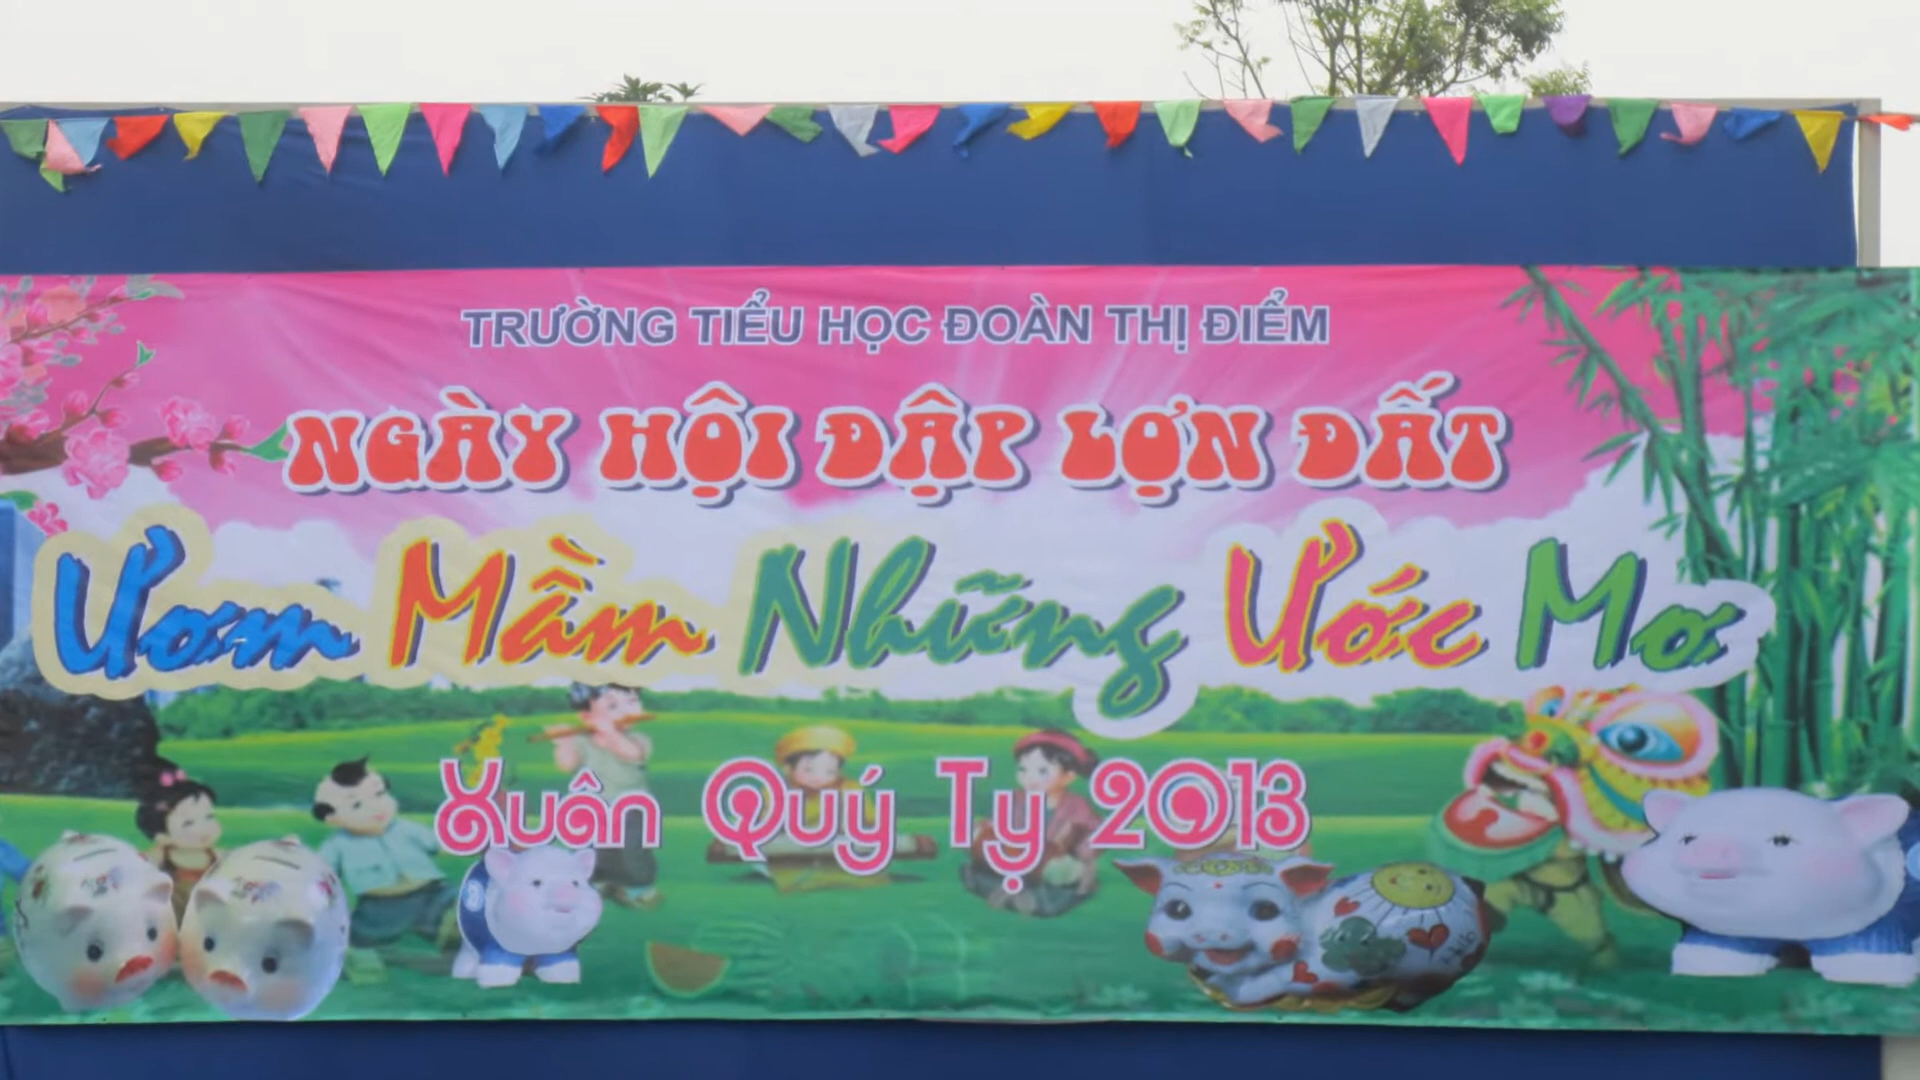 TRƯỜNG TIỂU HỌC ĐOÀN THỊ ĐIỂM
NGÀY HỘI ĐẬP LỢN ĐẤT
Ươm Mầm Những Ước Mơ
Xuân Quý Tỵ 2013